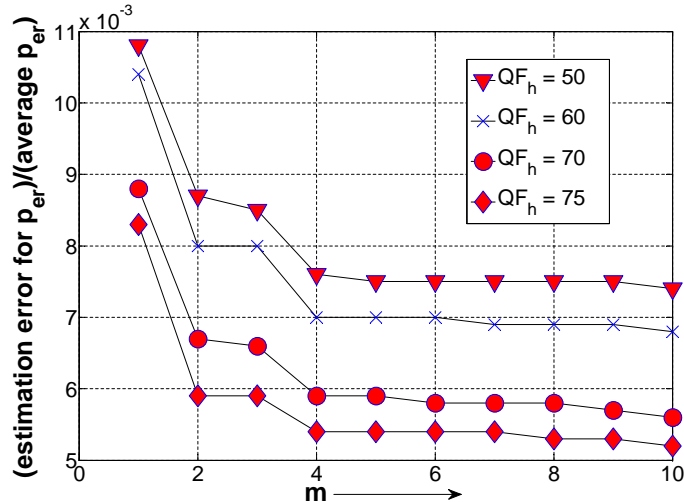 x 10⁻³
11
10
9
8
7
6
5
0
2
4
6
8
10
(estimation error for p_er)/(average p_er)
m
QF_h = 50
QF_h = 60
QF_h = 70
QF_h = 75